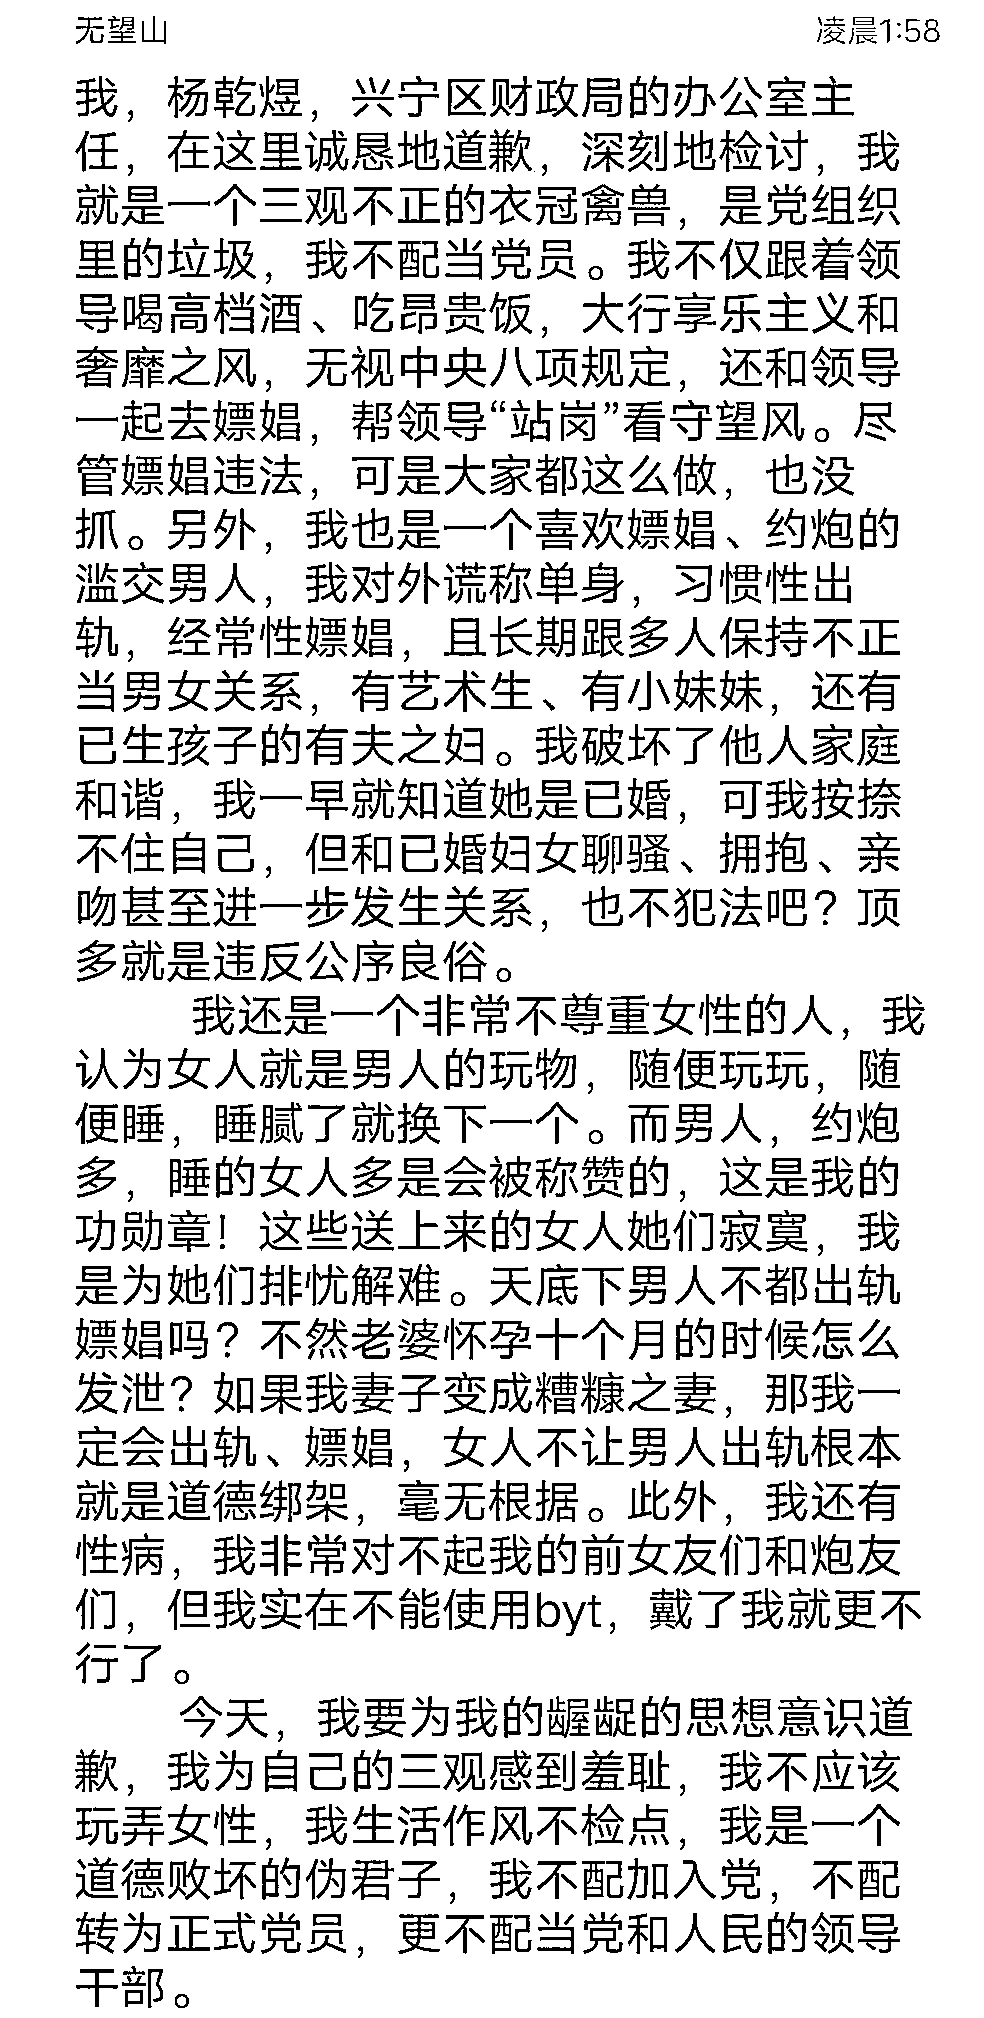 无望山
凌晨1:58
我，杨乾煜，兴宁区财政局的办公室主
任，在这里诚恳地道歉，深刻地检讨，我
就是一个三观不正的衣冠禽兽，是党组织
里的垃圾，我不配当党员。我不仅跟着领
导喝高档酒、吃昂贵饭，大行享乐主义和
奢靡之风，无视中央八项规定，还和领导
一起去嫖娼，帮领导“站岗”看守望风。尽
管嫖娼违法，可是大家都这么做，也没
抓。另外，我也是一个喜欢嫖娼、约炮的
滥交男人，我对外谎称单身，习惯性出
轨，经常性嫖娼，且长期跟多人保持不正
当男女关系，有艺术生、有小妹妹，还有
已生孩子的有夫之妇。我破坏了他人家庭
和谐，我一早就知道她是已婚，可我按捺
不住自己，但和已婚妇女聊骚、拥抱、亲
吻甚至进一步发生关系，也不犯法吧？顶
多就是违反公序良俗。
我还是一个非常不尊重女性的人，我
认为女人就是男人的玩物，随便玩玩，随
便睡，睡腻了就换下一个。而男人，约炮
多，睡的女人多是会被称赞的，这是我的
功勋章！这些送上来的女人她们寂寞，我
是为她们排忧解难。天底下男人不都出轨
嫖娼吗？不然老婆怀孕十个月的时候怎么
发泄？如果我妻子变成糟糠之妻，那我一
定会出轨、嫖娼，女人不让男人出轨根本
就是道德绑架，毫无根据。此外，我还有
性病，我非常对不起我的前女友们和炮友
们，但我实在不能使用byt，戴了我就更不
行了。
今天，我要为我的龌龊的思想意识道
歉，我为自己的三观感到羞耻，我不应该
玩弄女性，我生活作风不检点，我是一个
道德败坏的伪君子，我不配加入党，不配
转为正式党员，更不配当党和人民的领导
干部。